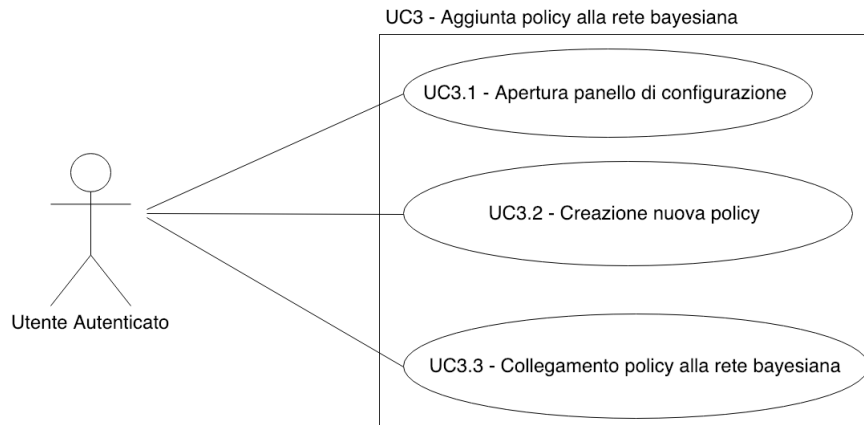 UC3 - Aggiunta policy alla rete bayesiana
UC3.1 - Apertura panello di configurazione
UC3.2 - Creazione nuova policy
Utente Autenticato
UC3.3 - Collegamento policy alla rete bayesiana